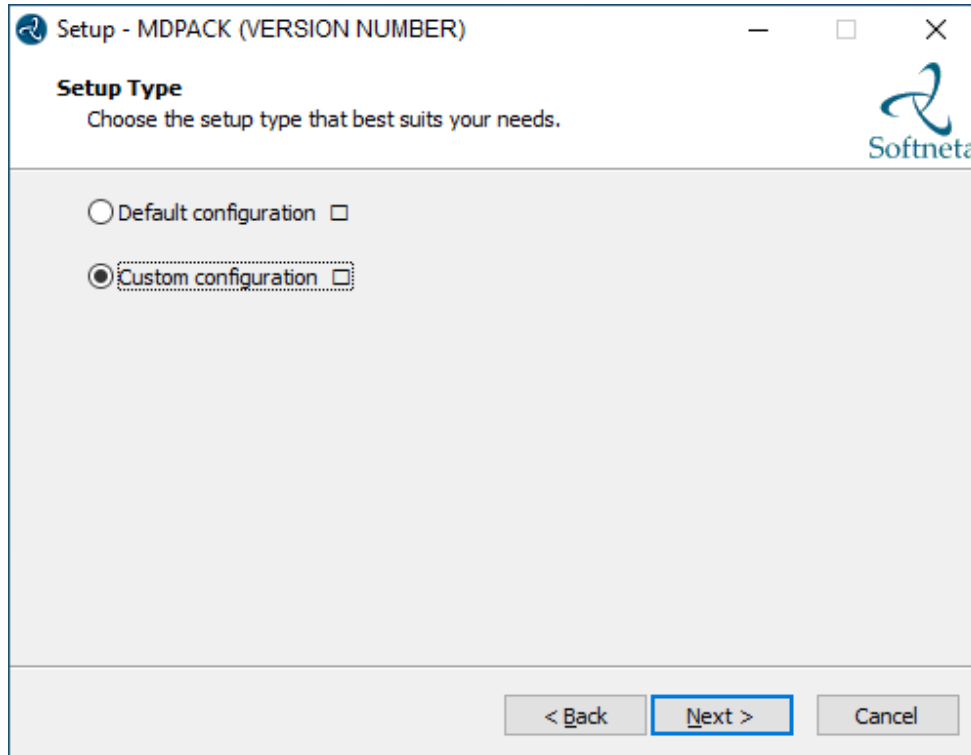 Setup - MDPACK (VERSION NUMBER)
Setup Type
Choose the setup type that best suits your needs.
Softneta
Default configuration □
Custom configuration □
< Back Next > Cancel